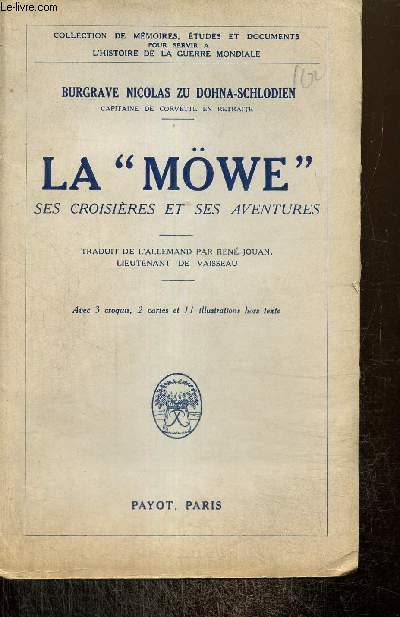 le-livre.com
COLLECTION DE MÉMOIRES, ÉTUDES ET DOCUMENTS
POUR SERVIR A
L'HISTOIRE DE LA GUERRE MONDIALE
BURGRAVE NICOLAS ZU DOHNA-SCHLODIEN
CAPITAINE DE CORVETTE EN RETRAITE
LA "MÖWE"
SES CROISIÈRES ET SES AVENTURES
TRADUIT DE L'ALLEMAND PAR RENÉ JOUAN,
LIEUTENANT DE VAISSEAU
Avec 3 croquis, 2 cartes et 11 illustrations hors texte
PAYOT, PARIS